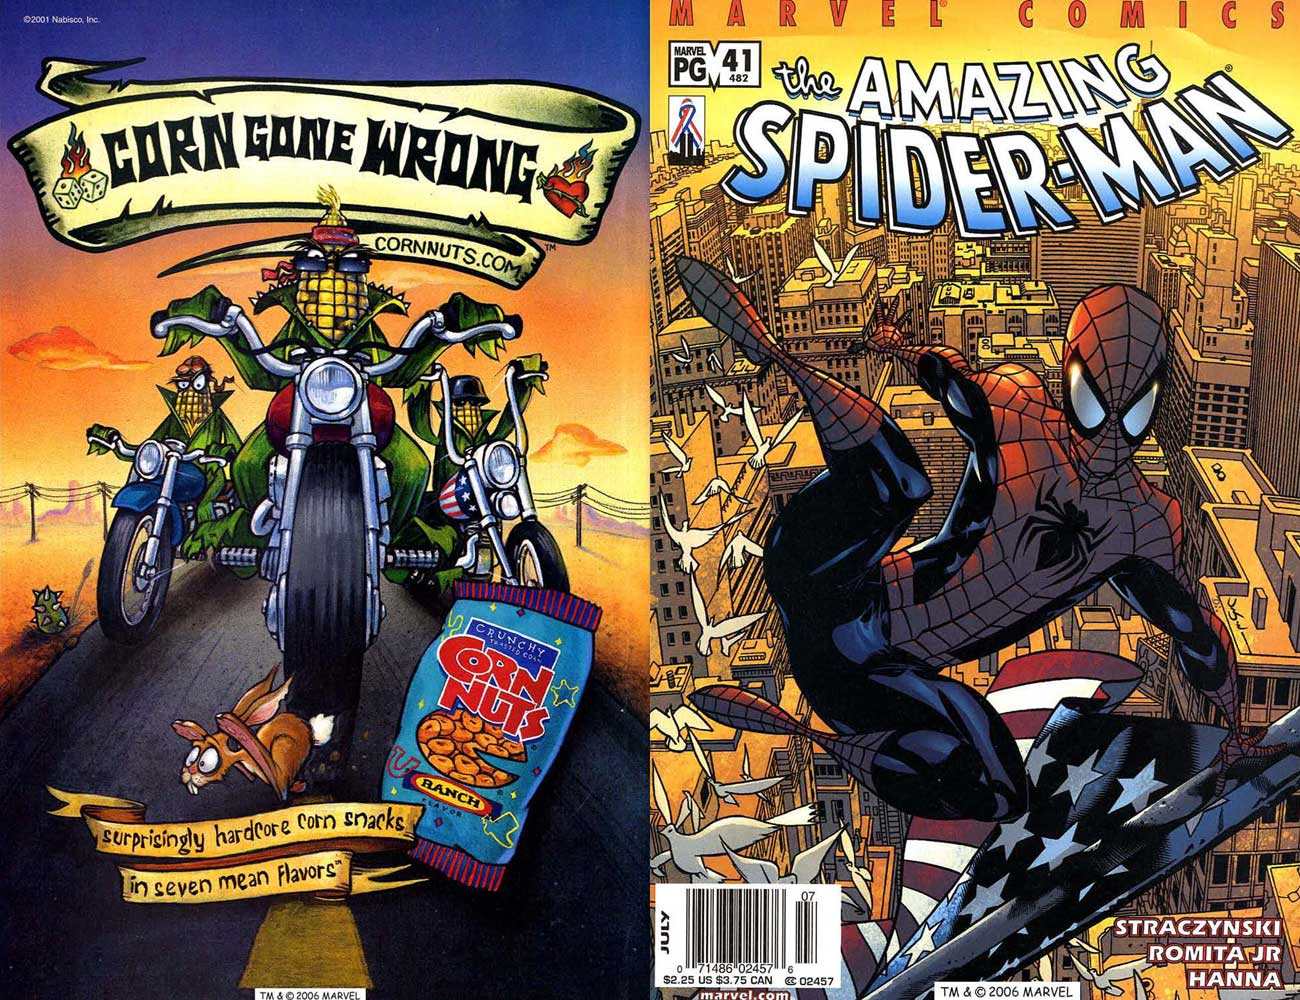 ©2001 Nabisco, Inc.
CORN GONE WRONG
CORNNUTS.COM
TM
CRUNCHY
TOASTED CORN
CORN
NUTS
®
RANCH
FLAVOR
surprisingly hardcore corn snacks
in seven mean flavors™
TM & © 2006 MARVEL
MARVEL® COMICS
MARVEL
PG
41
482
the AMAZING
SPIDER-MAN®
STRACZYNSKI
ROMITA JR
HANNA
JULY
07
0 71486 02457 6
$2.25 US $3.75 CAN CC 02457
marvel.com
TM & © 2006 MARVEL